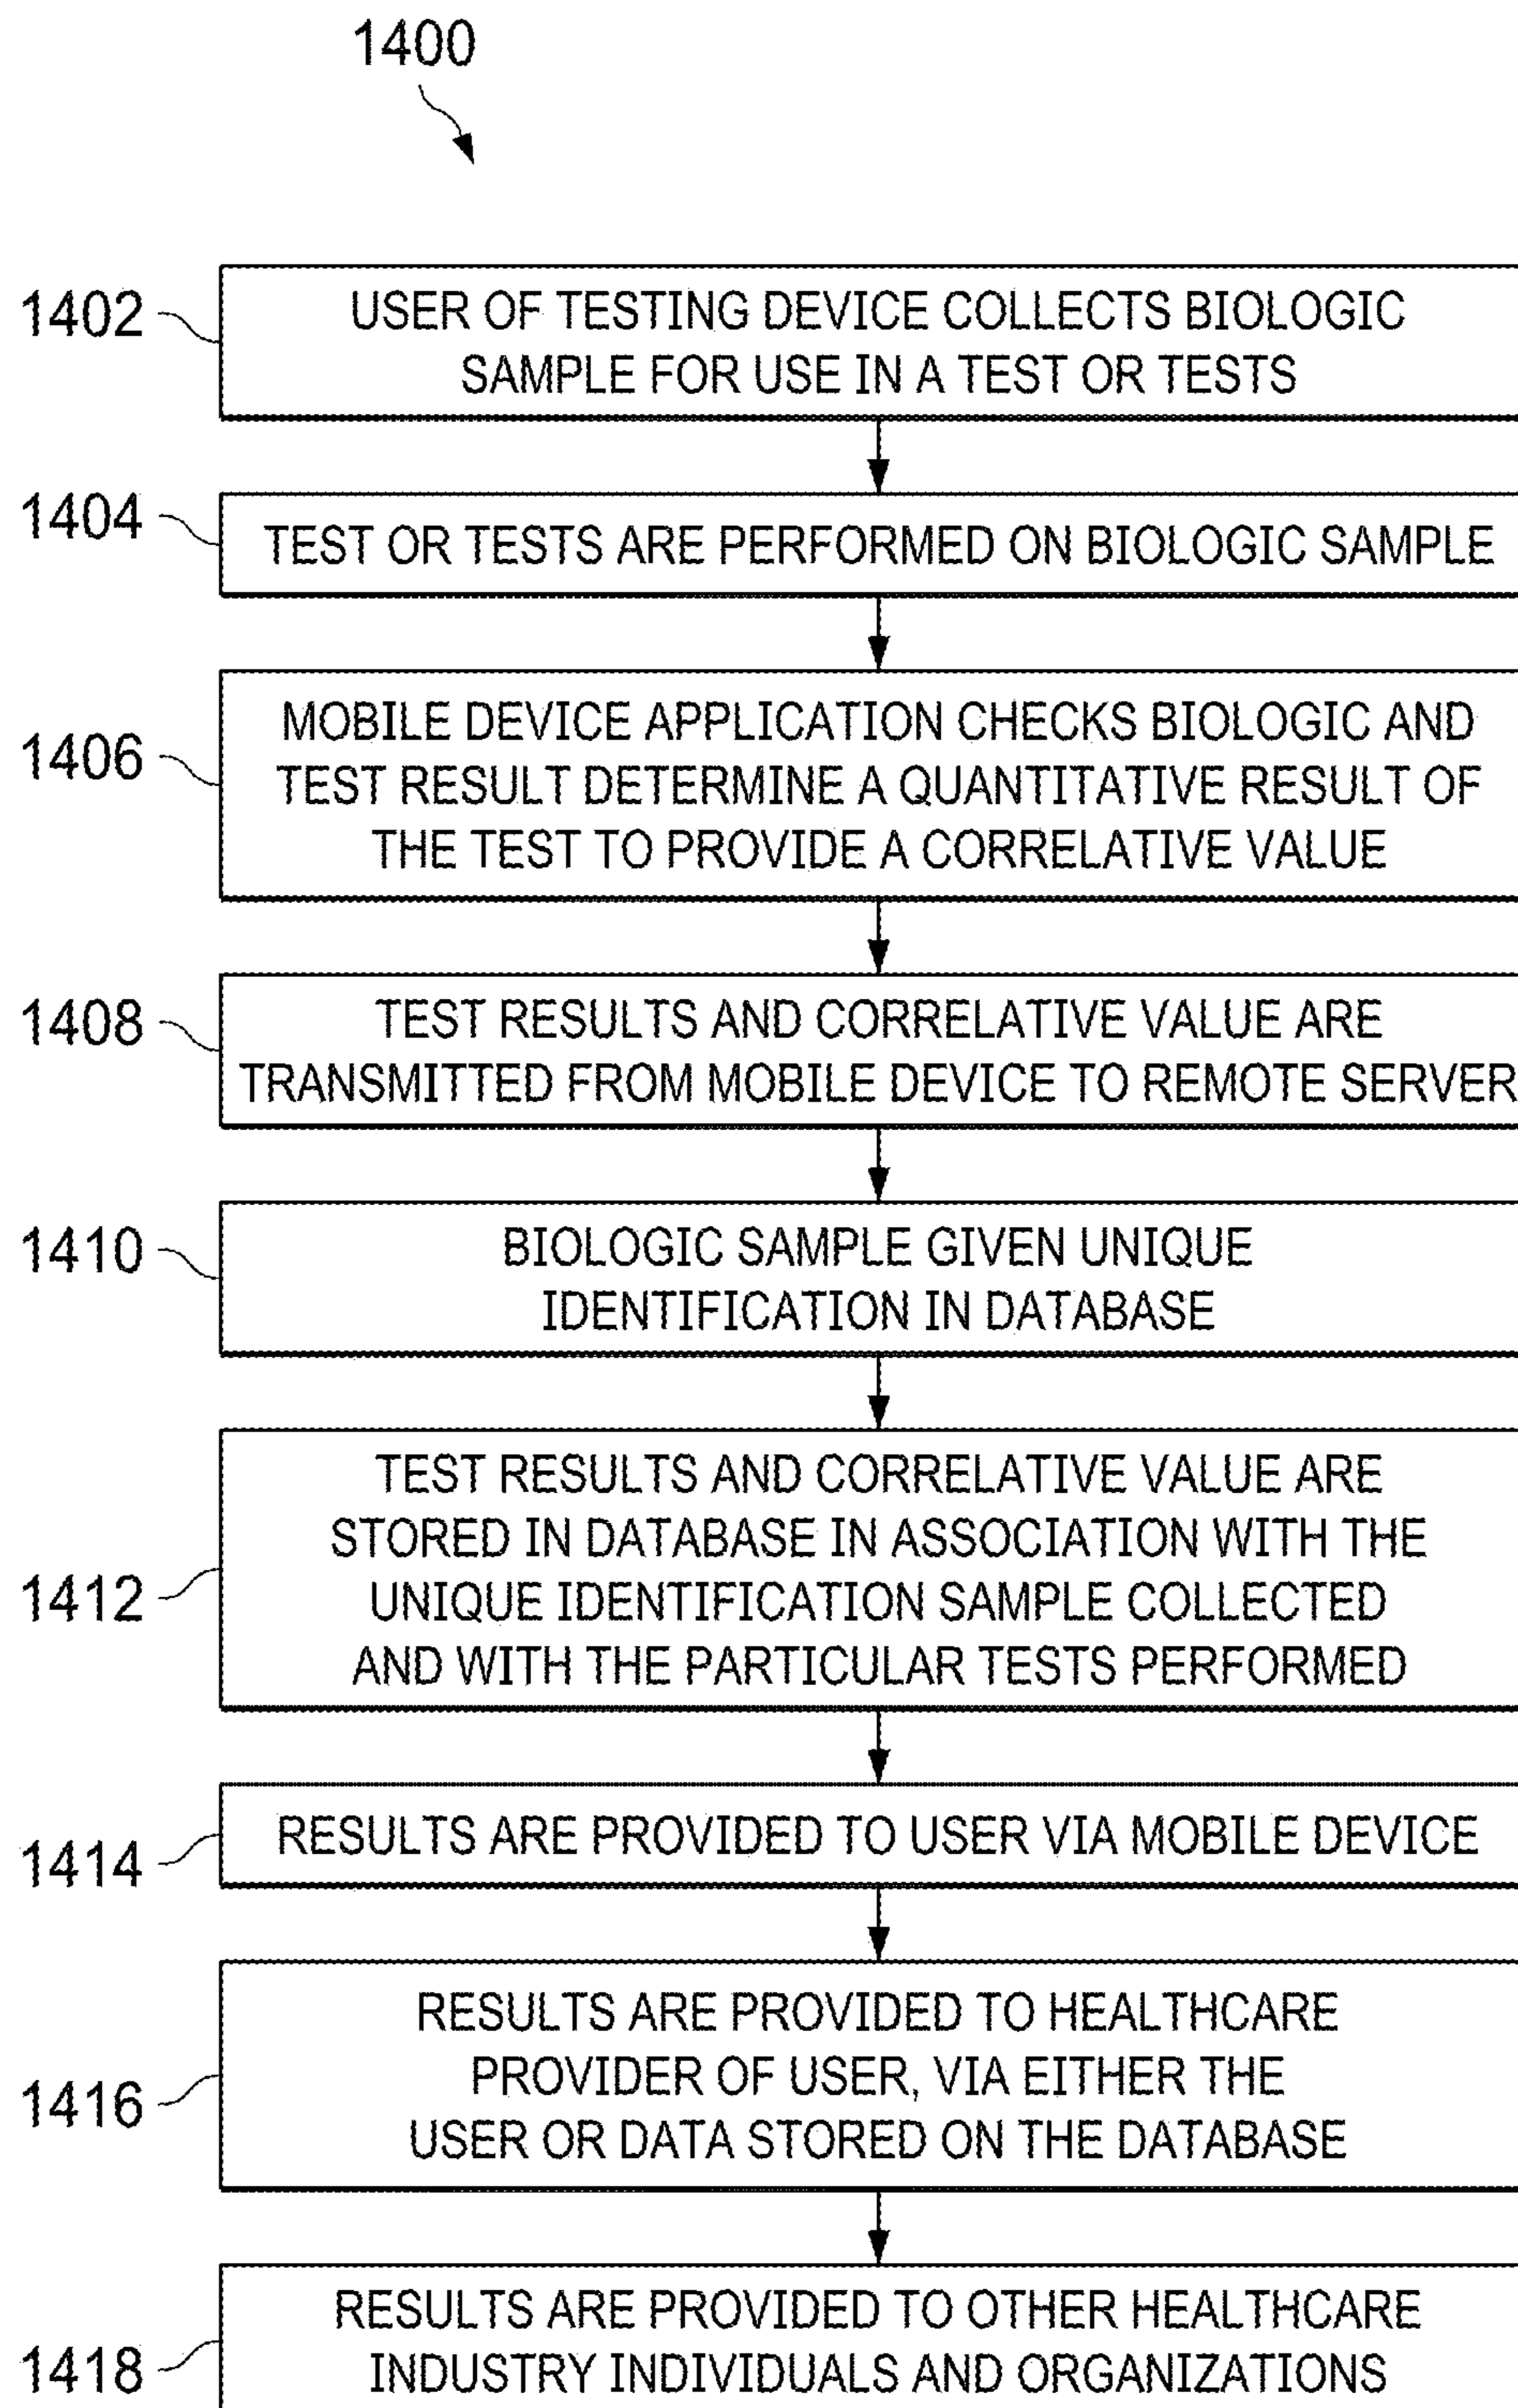 1400
1402
USER OF TESTING DEVICE COLLECTS BIOLOGIC
SAMPLE FOR USE IN A TEST OR TESTS
1404
TEST OR TESTS ARE PERFORMED ON BIOLOGIC SAMPLE
1406
MOBILE DEVICE APPLICATION CHECKS BIOLOGIC AND
TEST RESULT DETERMINE A QUANTITATIVE RESULT OF
THE TEST TO PROVIDE A CORRELATIVE VALUE
1408
TEST RESULTS AND CORRELATIVE VALUE ARE
TRANSMITTED FROM MOBILE DEVICE TO REMOTE SERVER
1410
BIOLOGIC SAMPLE GIVEN UNIQUE
IDENTIFICATION IN DATABASE
1412
TEST RESULTS AND CORRELATIVE VALUE ARE
STORED IN DATABASE IN ASSOCIATION WITH THE
UNIQUE IDENTIFICATION SAMPLE COLLECTED
AND WITH THE PARTICULAR TESTS PERFORMED
1414
RESULTS ARE PROVIDED TO USER VIA MOBILE DEVICE
1416
RESULTS ARE PROVIDED TO HEALTHCARE
PROVIDER OF USER, VIA EITHER THE
USER OR DATA STORED ON THE DATABASE
1418
RESULTS ARE PROVIDED TO OTHER HEALTHCARE
INDUSTRY INDIVIDUALS AND ORGANIZATIONS